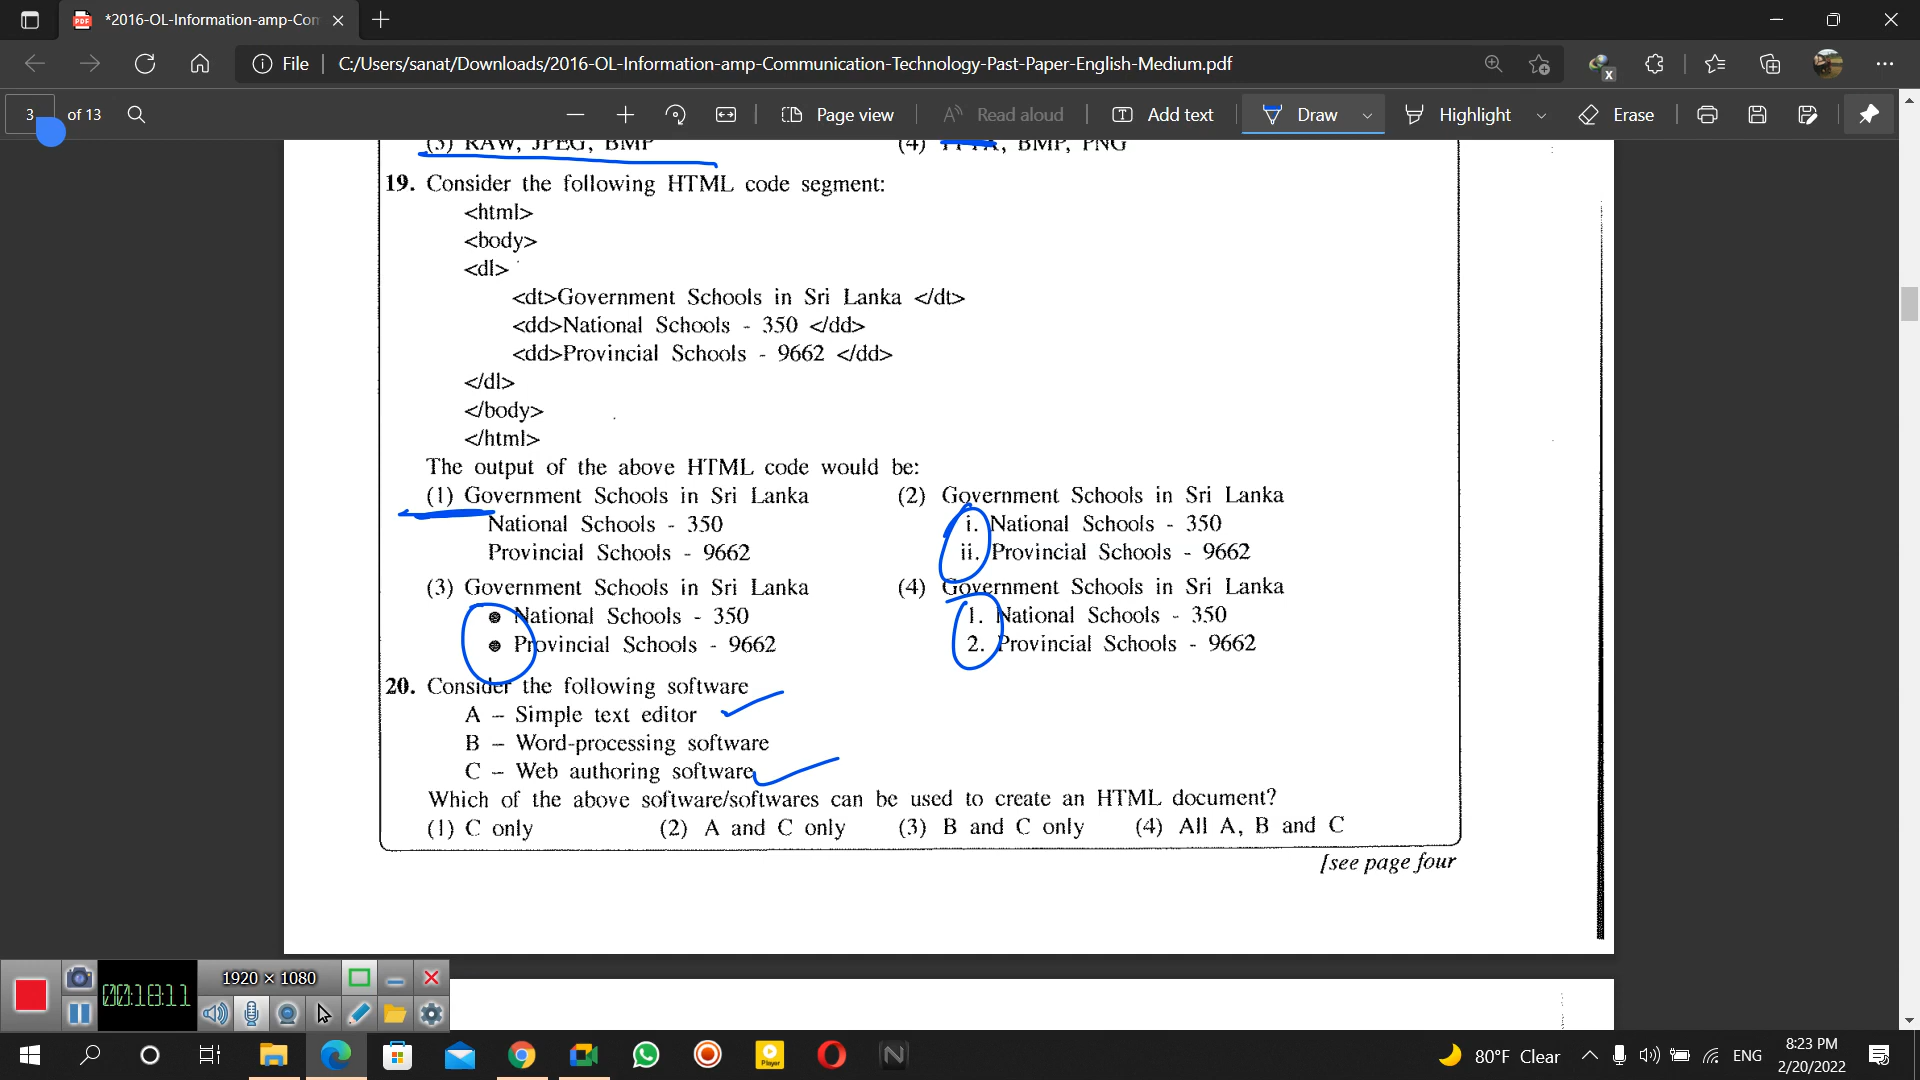 *2016-OL-Information-amp-Con
File
C:/Users/sanat/Downloads/2016-OL-Information-amp-Communication-Technology-Past-Paper-English-Medium.pdf
3 of 13
Page view
Read aloud
Add text
Draw
Highlight
Erase
(3) RAW, JPEG, BMP (4) BMP, PNG
19. Consider the following HTML code segment:
<html>
<body>
<dl>
<dt>Government Schools in Sri Lanka </dt>
<dd>National Schools - 350 </dd>
<dd>Provincial Schools - 9662 </dd>
</dl>
</body>
</html>
The output of the above HTML code would be:
(1) Government Schools in Sri Lanka
National Schools - 350
Provincial Schools - 9662
(2) Government Schools in Sri Lanka
i. National Schools - 350
ii. Provincial Schools - 9662
(3) Government Schools in Sri Lanka
• National Schools - 350
• Provincial Schools - 9662
(4) Government Schools in Sri Lanka
1. National Schools - 350
2. Provincial Schools - 9662
20. Consider the following software
A – Simple text editor
B – Word-processing software
C – Web authoring software
Which of the above software/softwares can be used to create an HTML document?
(1) C only (2) A and C only (3) B and C only (4) All A, B and C
[see page four
1920 × 1080
00:18:11
80°F Clear
ENG
8:23 PM
2/20/2022